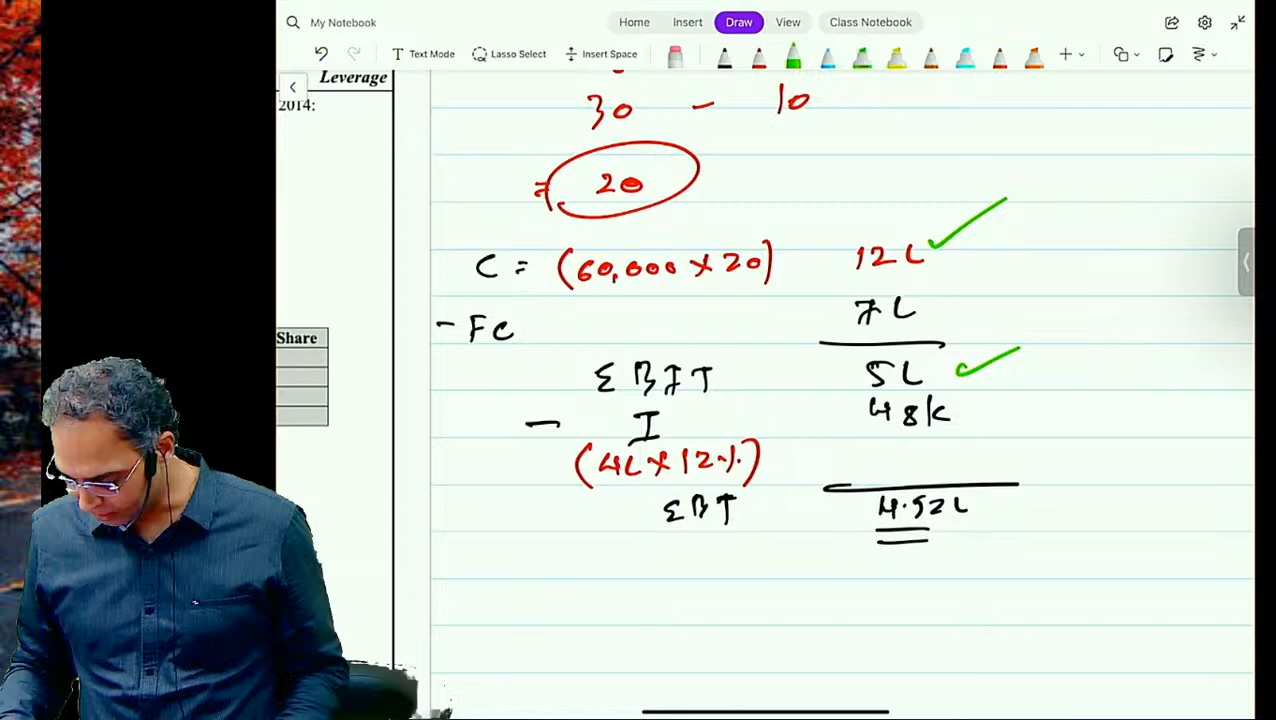 My Notebook
Home Insert Draw View Class Notebook
Text Mode Lasso Select Insert Space
Leverage
2014:
Share
30 - 10
= 20
C = (60,000 × 20) 12L
- FC 7L
EBIT 5L
- I 48K
(4L × 12%)
EBT 4.52L